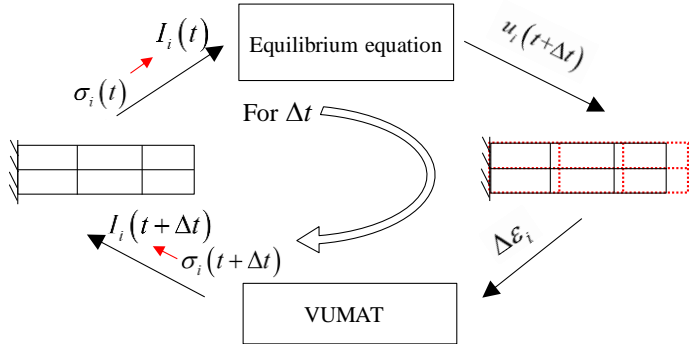 I_i(t)
σ_i(t)
Equilibrium equation
u_i(t+Δt)
For Δt
I_i(t + Δt)
σ_i(t + Δt)
Δε_i
VUMAT